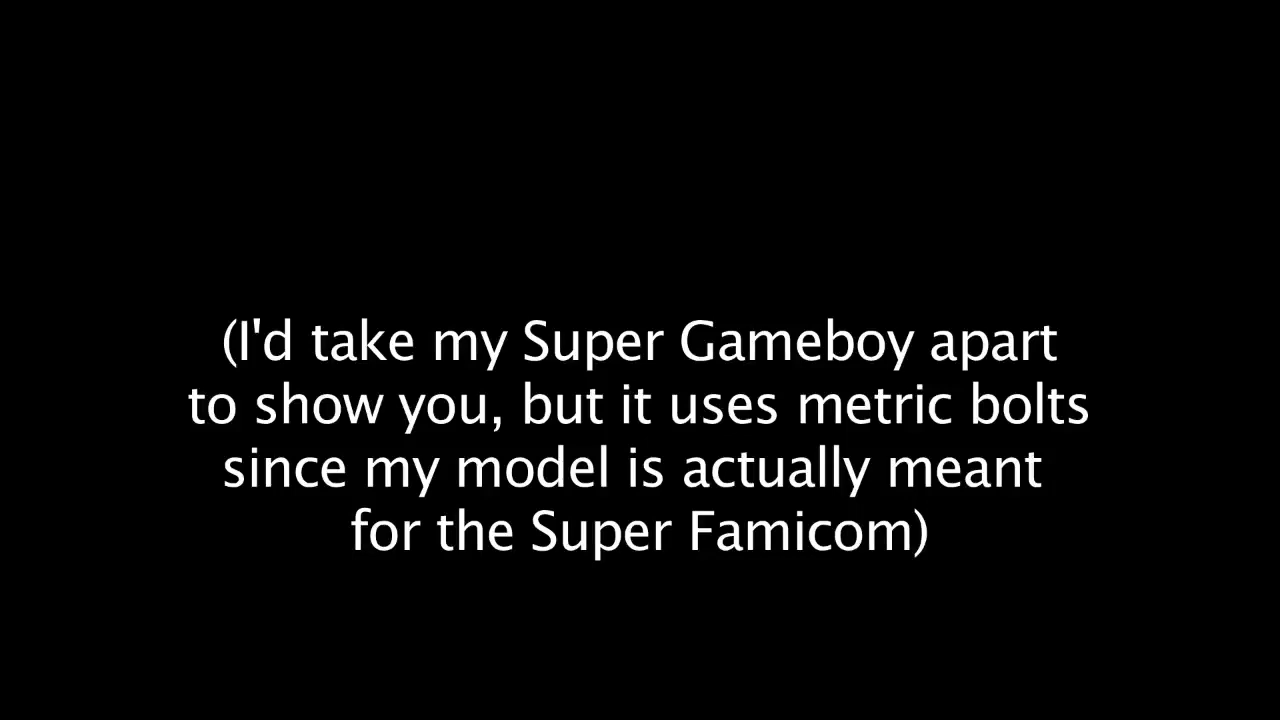 (I'd take my Super Gameboy apart
to show you, but it uses metric bolts
since my model is actually meant
for the Super Famicom)